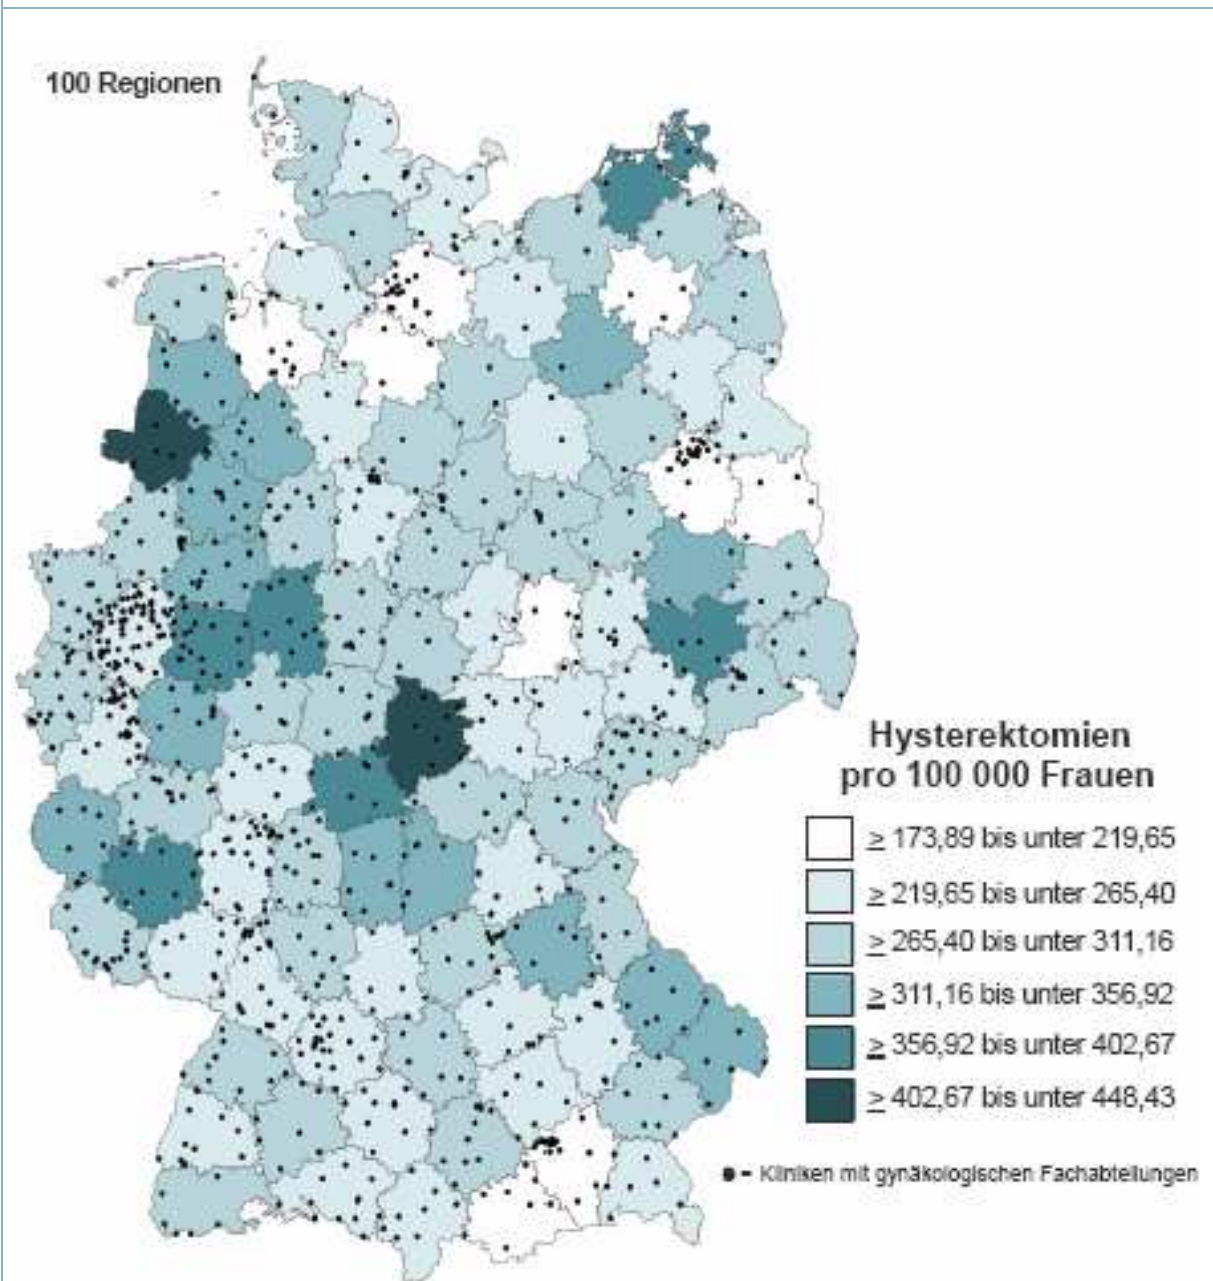 100 Regionen
Hysterektomien
pro 100 000 Frauen
≥ 173,89 bis unter 219,65
≥ 219,65 bis unter 265,40
≥ 265,40 bis unter 311,16
≥ 311,16 bis unter 356,92
≥ 356,92 bis unter 402,67
≥ 402,67 bis unter 448,43
● - Kliniken mit gynäkologischen Fachabteilungen